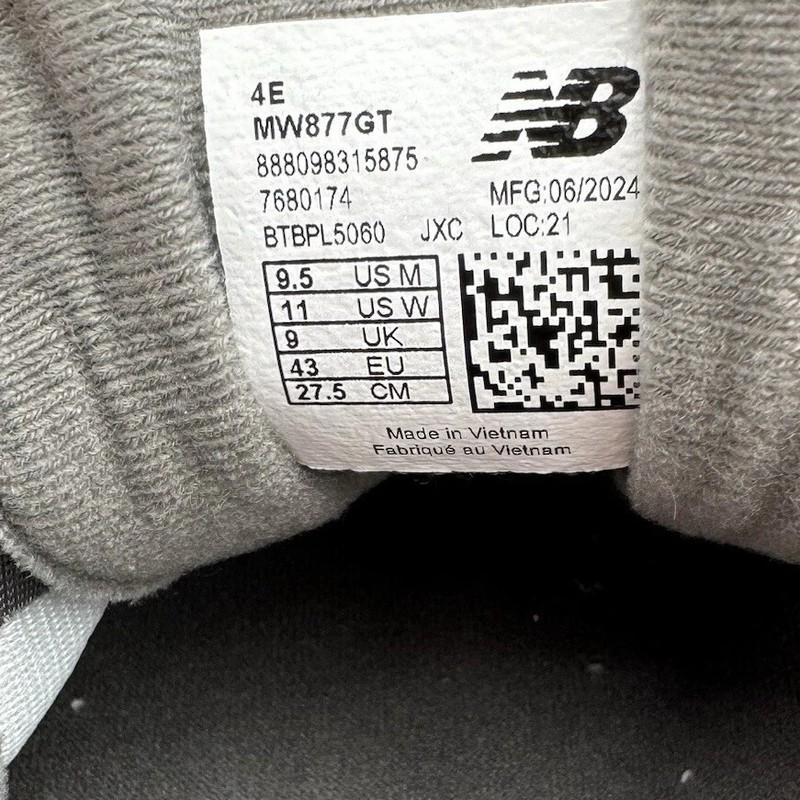 4E
NB
MW877GT
888098315875
7680174
MFG:06/2024
BTBPL5060 JXC LOC:21
9.5 US M
11 US W
9 UK
43 EU
27.5 CM
Made in Vietnam
Fabriqué au Vietnam